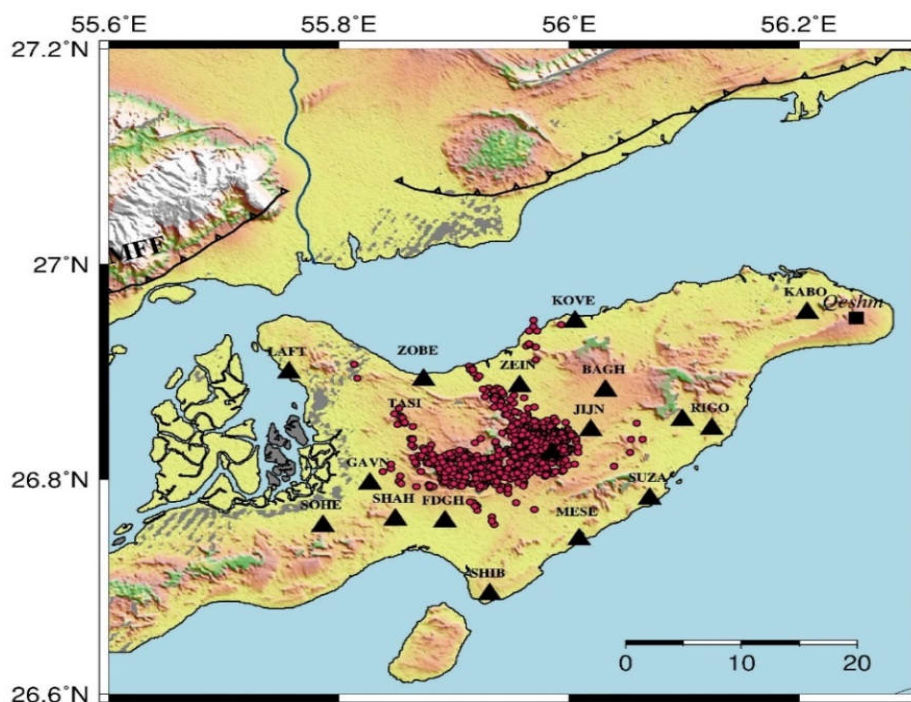 55.6°E 55.8°E 56°E 56.2°E
27.2°N
MFF
27°N
KABO
Qeshm
KOVE
LAFT
ZOBE
ZEIN
BAGH
TASI
JIJN
RIGO
26.8°N
GAVN
SUZA
SHAH
FDGH
SOHE
MESE
SHIB
0 10 20
26.6°N